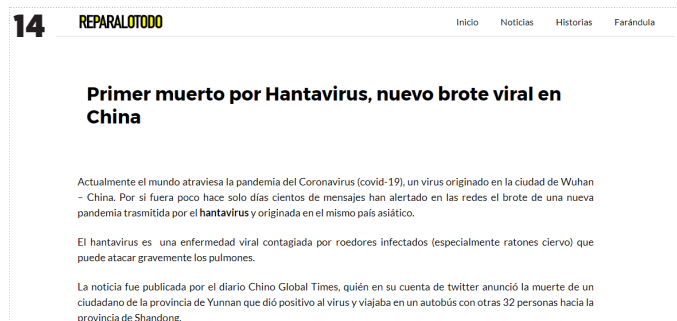 14
REPARALOTODO
Inicio Noticias Historias Farándula
Primer muerto por Hantavirus, nuevo brote viral en
China
Actualmente el mundo atraviesa la pandemia del Coronavirus (covid-19), un virus originado en la ciudad de Wuhan
– China. Por si fuera poco hace solo días cientos de mensajes han alertado en las redes el brote de una nueva
pandemia trasmitida por el hantavirus y originada en el mismo país asiático.
El hantavirus es una enfermedad viral contagiada por roedores infectados (especialmente ratones ciervo) que
puede atacar gravemente los pulmones.
La noticia fue publicada por el diario Chino Global Times, quién en su cuenta de twitter anunció la muerte de un
ciudadano de la provincia de Yunnan que dió positivo al virus y viajaba en un autobús con otras 32 personas hacia la
provincia de Shandong.